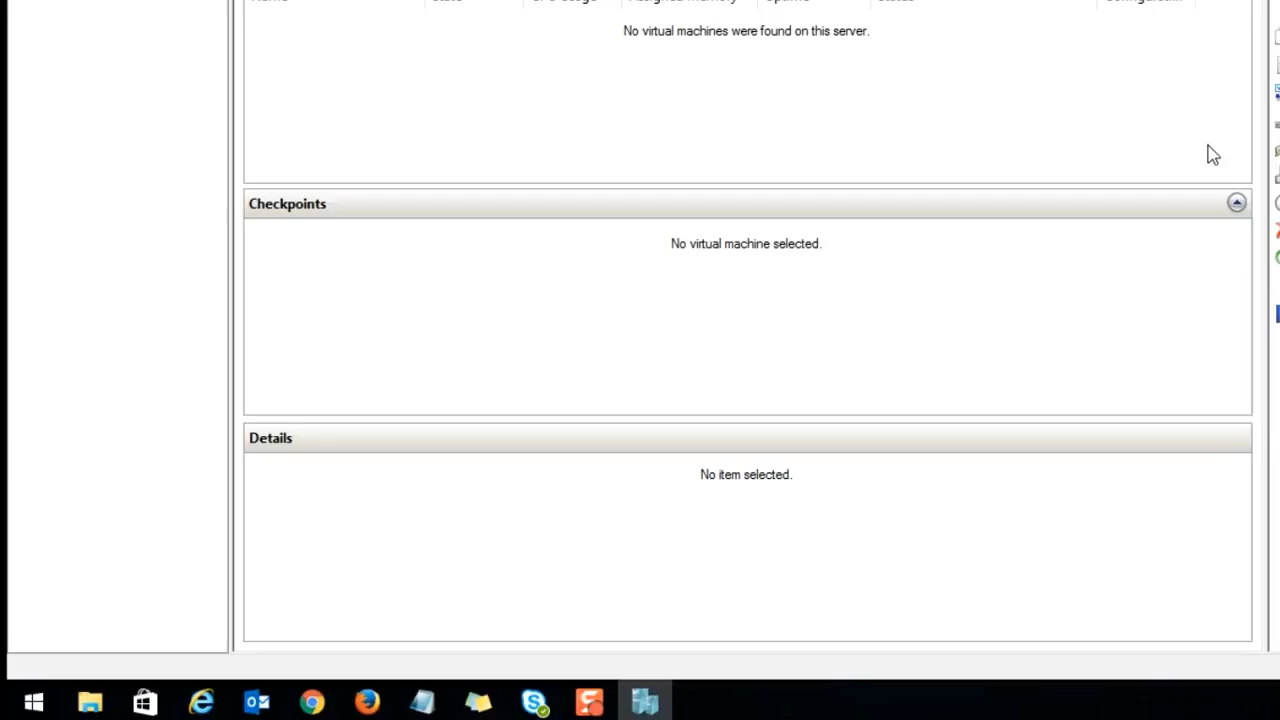 No virtual machines were found on this server.
Checkpoints
No virtual machine selected.
Details
No item selected.